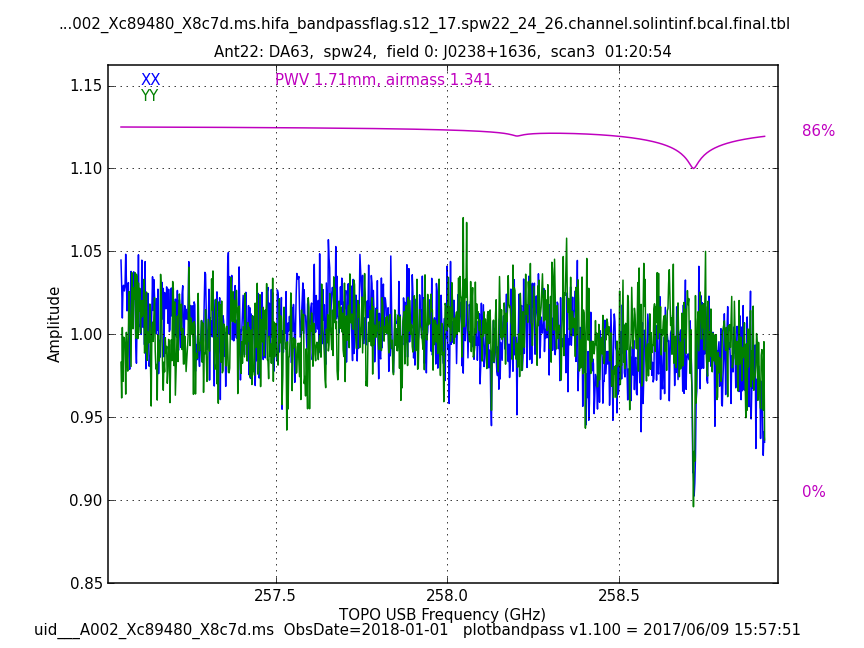 ...002_Xc89480_X8c7d.ms.hifa_bandpassflag.s12_17.spw22_24_26.channel.solintinf.bcal.final.tbl
Ant22: DA63,  spw24,  field 0: J0238+1636,  scan3  01:20:54
XX
PWV 1.71mm, airmass 1.341
YY
1.15
1.10
1.05
1.00
0.95
0.90
0.85
Amplitude
86%
0%
257.5
258.0
258.5
TOPO USB Frequency (GHz)
uid___A002_Xc89480_X8c7d.ms  ObsDate=2018-01-01   plotbandpass v1.100 = 2017/06/09 15:57:51